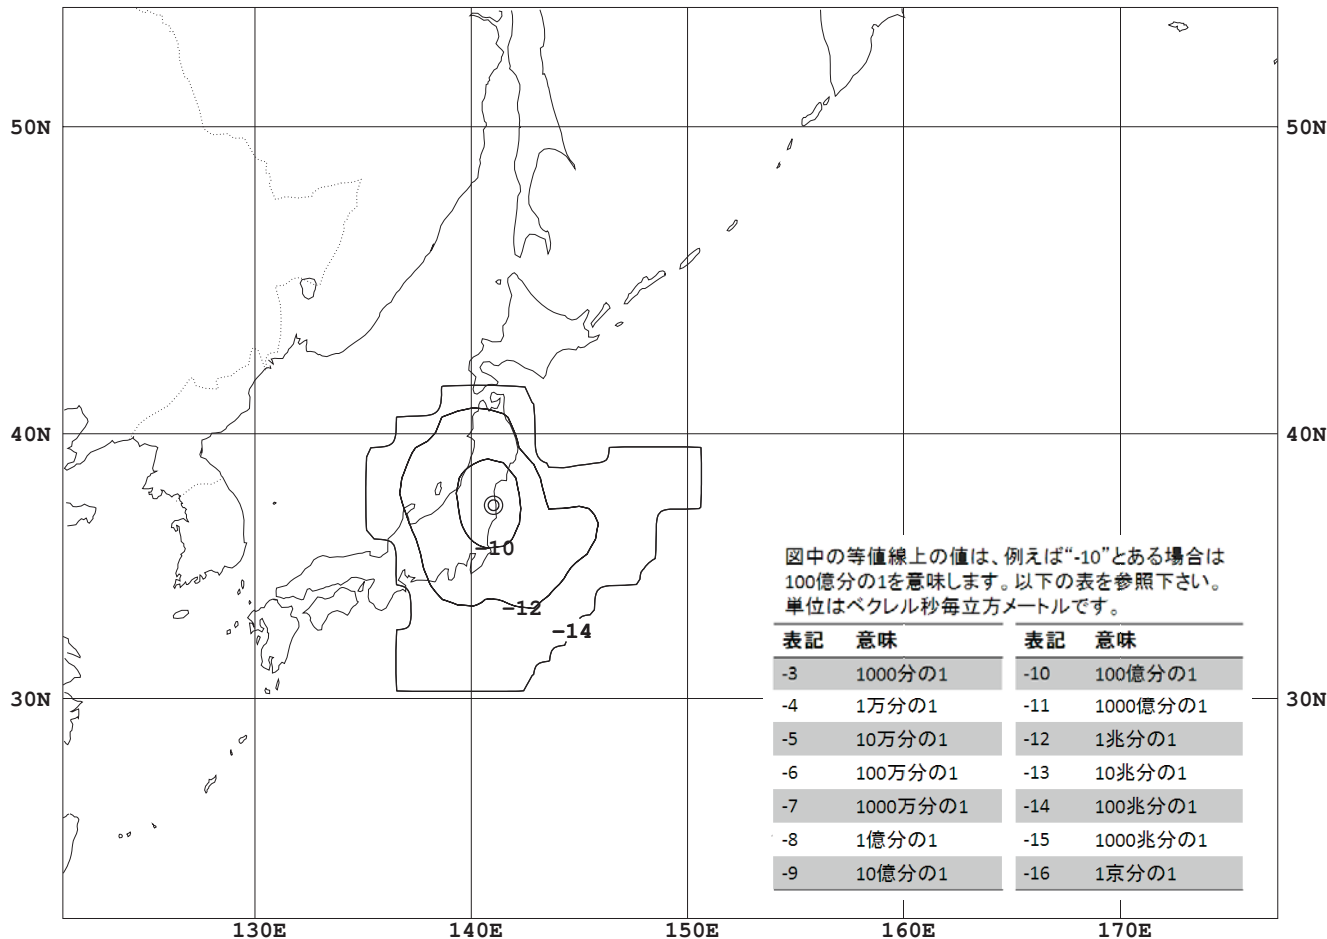 50N 50N
40N 40N
-10
-12
-14
図中の等値線上の値は、例えば“-10”とある場合は
100億分の1を意味します。以下の表を参照下さい。
単位はベクレル秒毎立方メートルです。
表記 意味 表記 意味
-3 1000分の1 -10 100億分の1
-4 1万分の1 -11 1000億分の1
-5 10万分の1 -12 1兆分の1
-6 100万分の1 -13 10兆分の1
-7 1000万分の1 -14 100兆分の1
-8 1億分の1 -15 1000兆分の1
-9 10億分の1 -16 1京分の1
30N 30N
130E 140E 150E 160E 170E